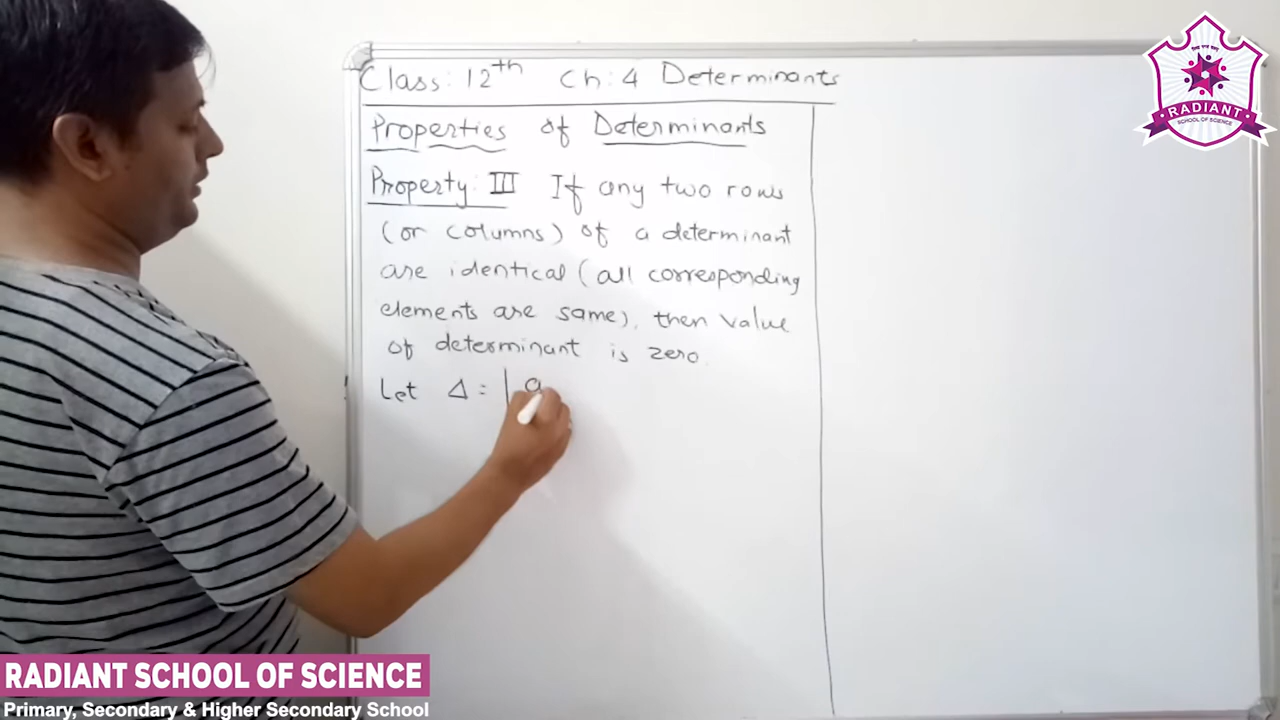 Class: 12th Ch: 4 Determinants
Properties of Determinants
Property: III If any two rows
(or columns) of a determinant
are identical (all corresponding
elements are same), then value
of determinant is zero.
Let Δ = | a
RADIANT
SCHOOL OF SCIENCE
RADIANT SCHOOL OF SCIENCE
Primary, Secondary & Higher Secondary School